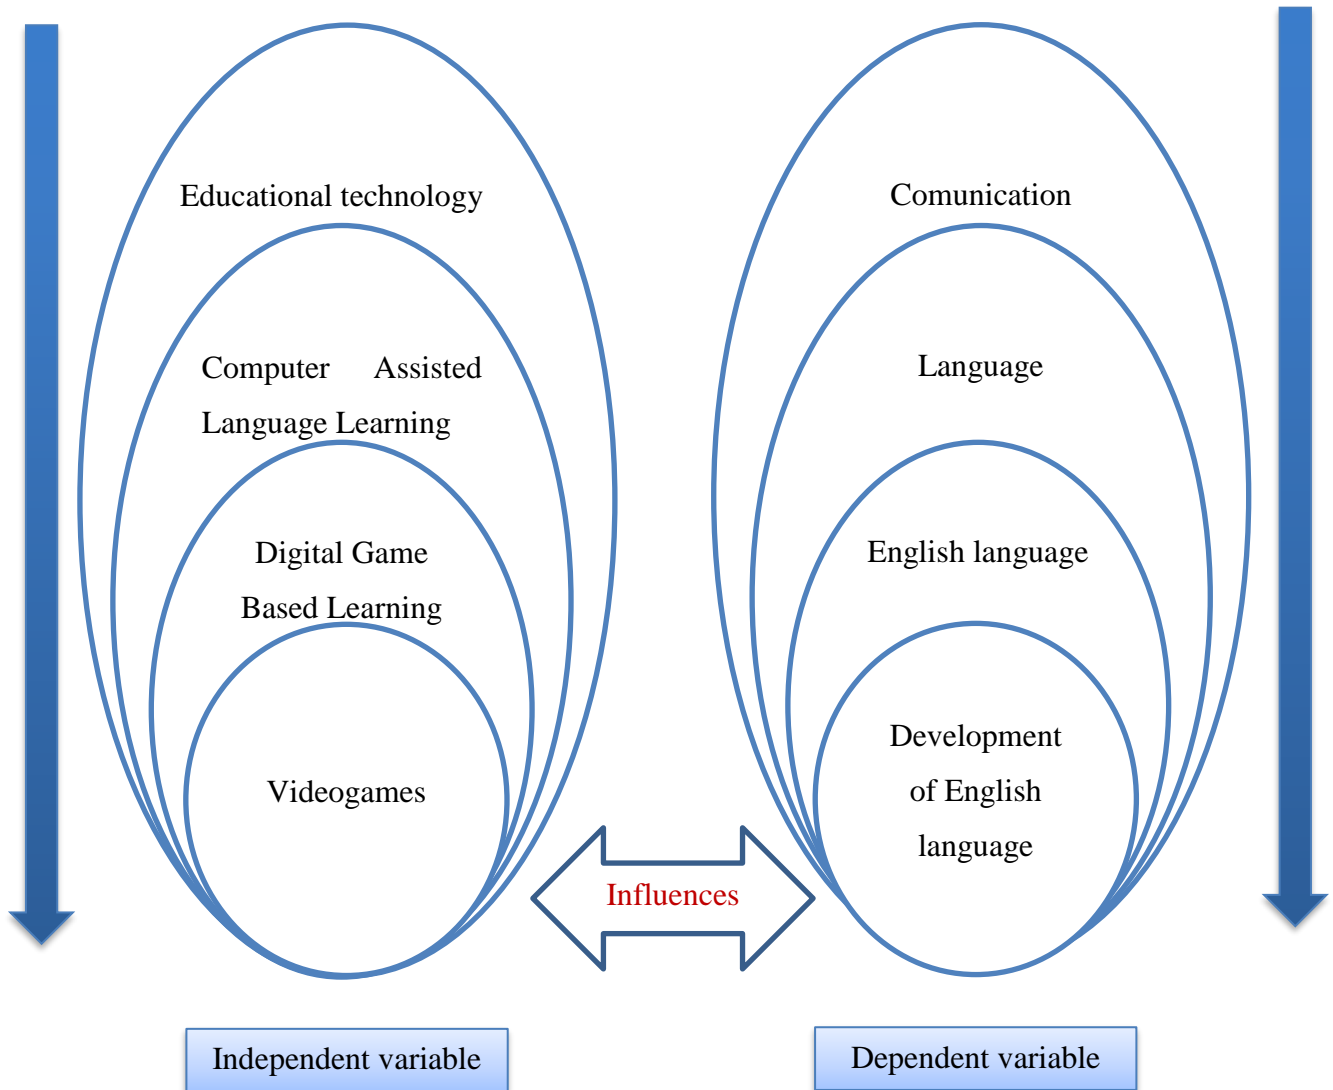 Educational technology
Computer Assisted
Language Learning
Digital Game
Based Learning
Videogames
Comunication
Language
English language
Development
of English
language
Influences
Independent variable
Dependent variable